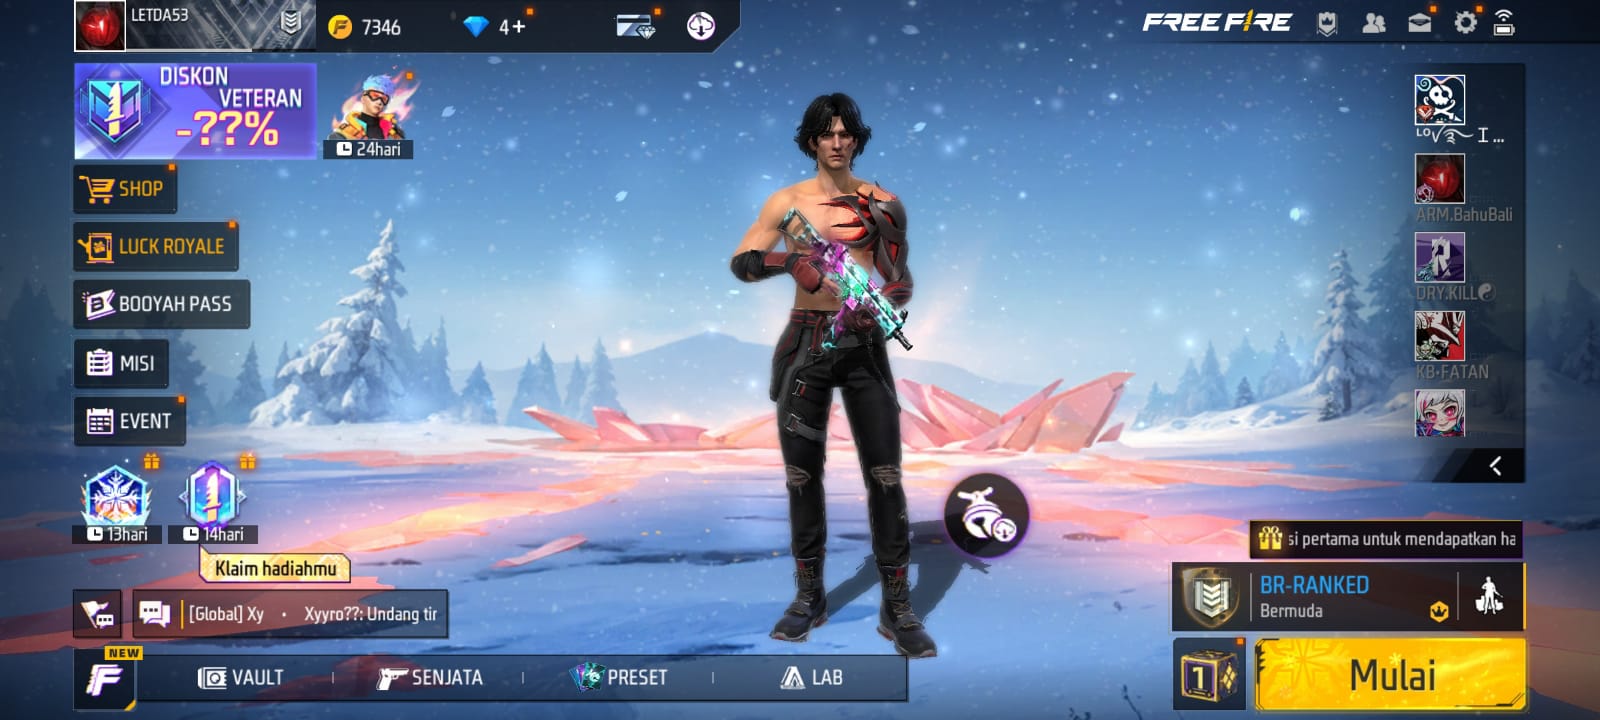 LETDA53
7346
4+
FREE FIRE
DISKON
VETERAN
-??%
24hari
SHOP
LUCK ROYALE
BOOYAH PASS
MISI
EVENT
13hari
14hari
Klaim hadiahmu
[Global] Xy • Xyyro??: Undang tir
NEW
VAULT
SENJATA
PRESET
LAB
ARM.BahuBali
DRY.KILL☯
KB•FATAN
si pertama untuk mendapatkan ha
BR-RANKED
Bermuda
1
Mulai